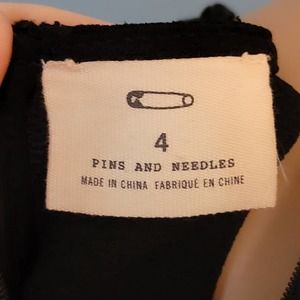 4
PINS AND NEEDLES
MADE IN CHINA FABRIQUÉ EN CHINE